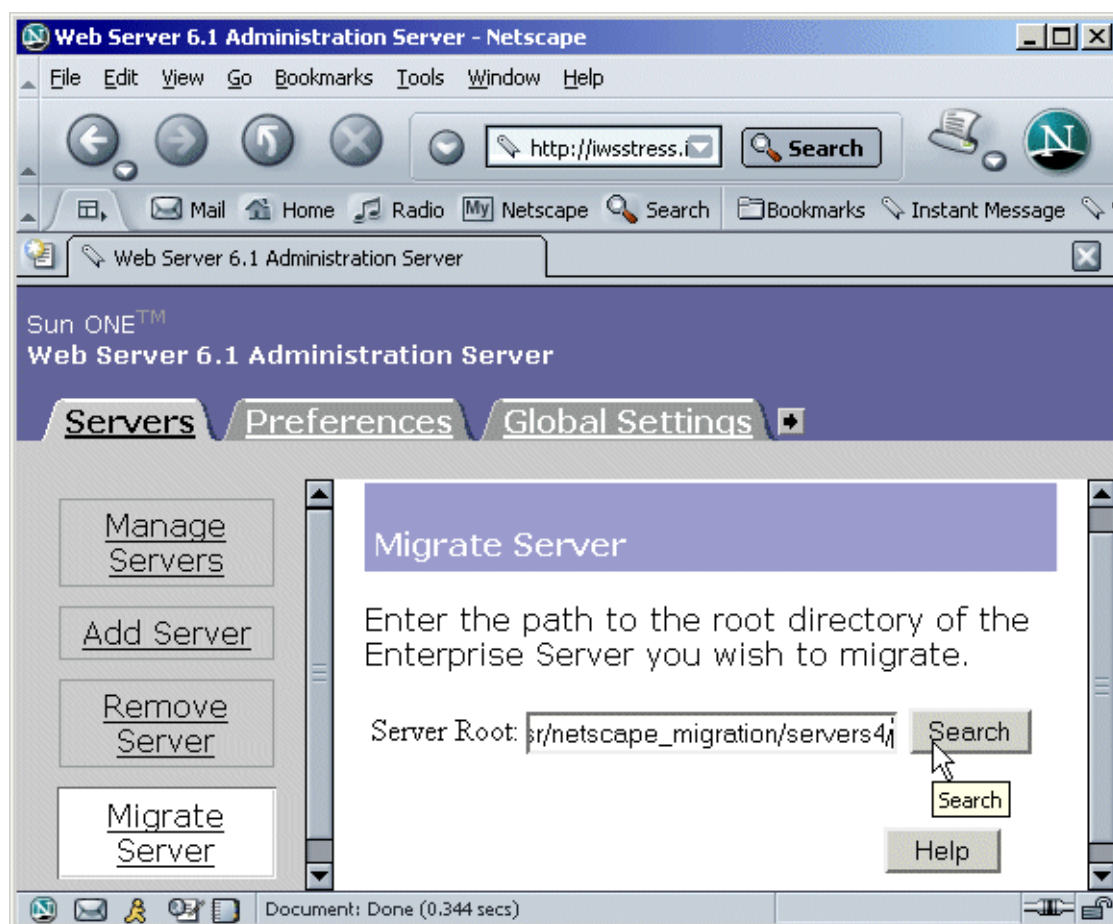 Web Server 6.1 Administration Server - Netscape
File Edit View Go Bookmarks Tools Window Help
http://iwsstress.i Search N
Mail Home Radio My Netscape Search Bookmarks Instant Message
Web Server 6.1 Administration Server
Sun ONE™
Web Server 6.1 Administration Server
Servers Preferences Global Settings
Manage
Servers
Add Server
Remove
Server
Migrate
Server
Migrate Server
Enter the path to the root directory of the
Enterprise Server you wish to migrate.
Server Root: sr/netscape_migration/servers4/ Search
Search
Help
Document: Done (0.344 secs)